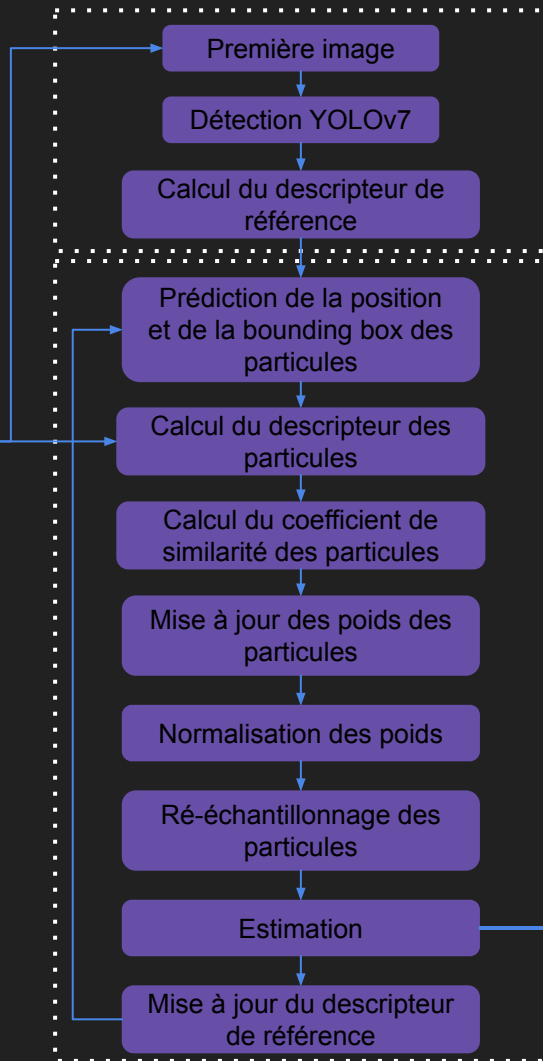 Première image
Détection YOLOv7
Calcul du descripteur de
référence
Prédiction de la position
et de la bounding box des
particules
Calcul du descripteur des
particules
Calcul du coefficient de
similarité des particules
Mise à jour des poids des
particules
Normalisation des poids
Ré-échantillonnage des
particules
Estimation
Mise à jour du descripteur
de référence